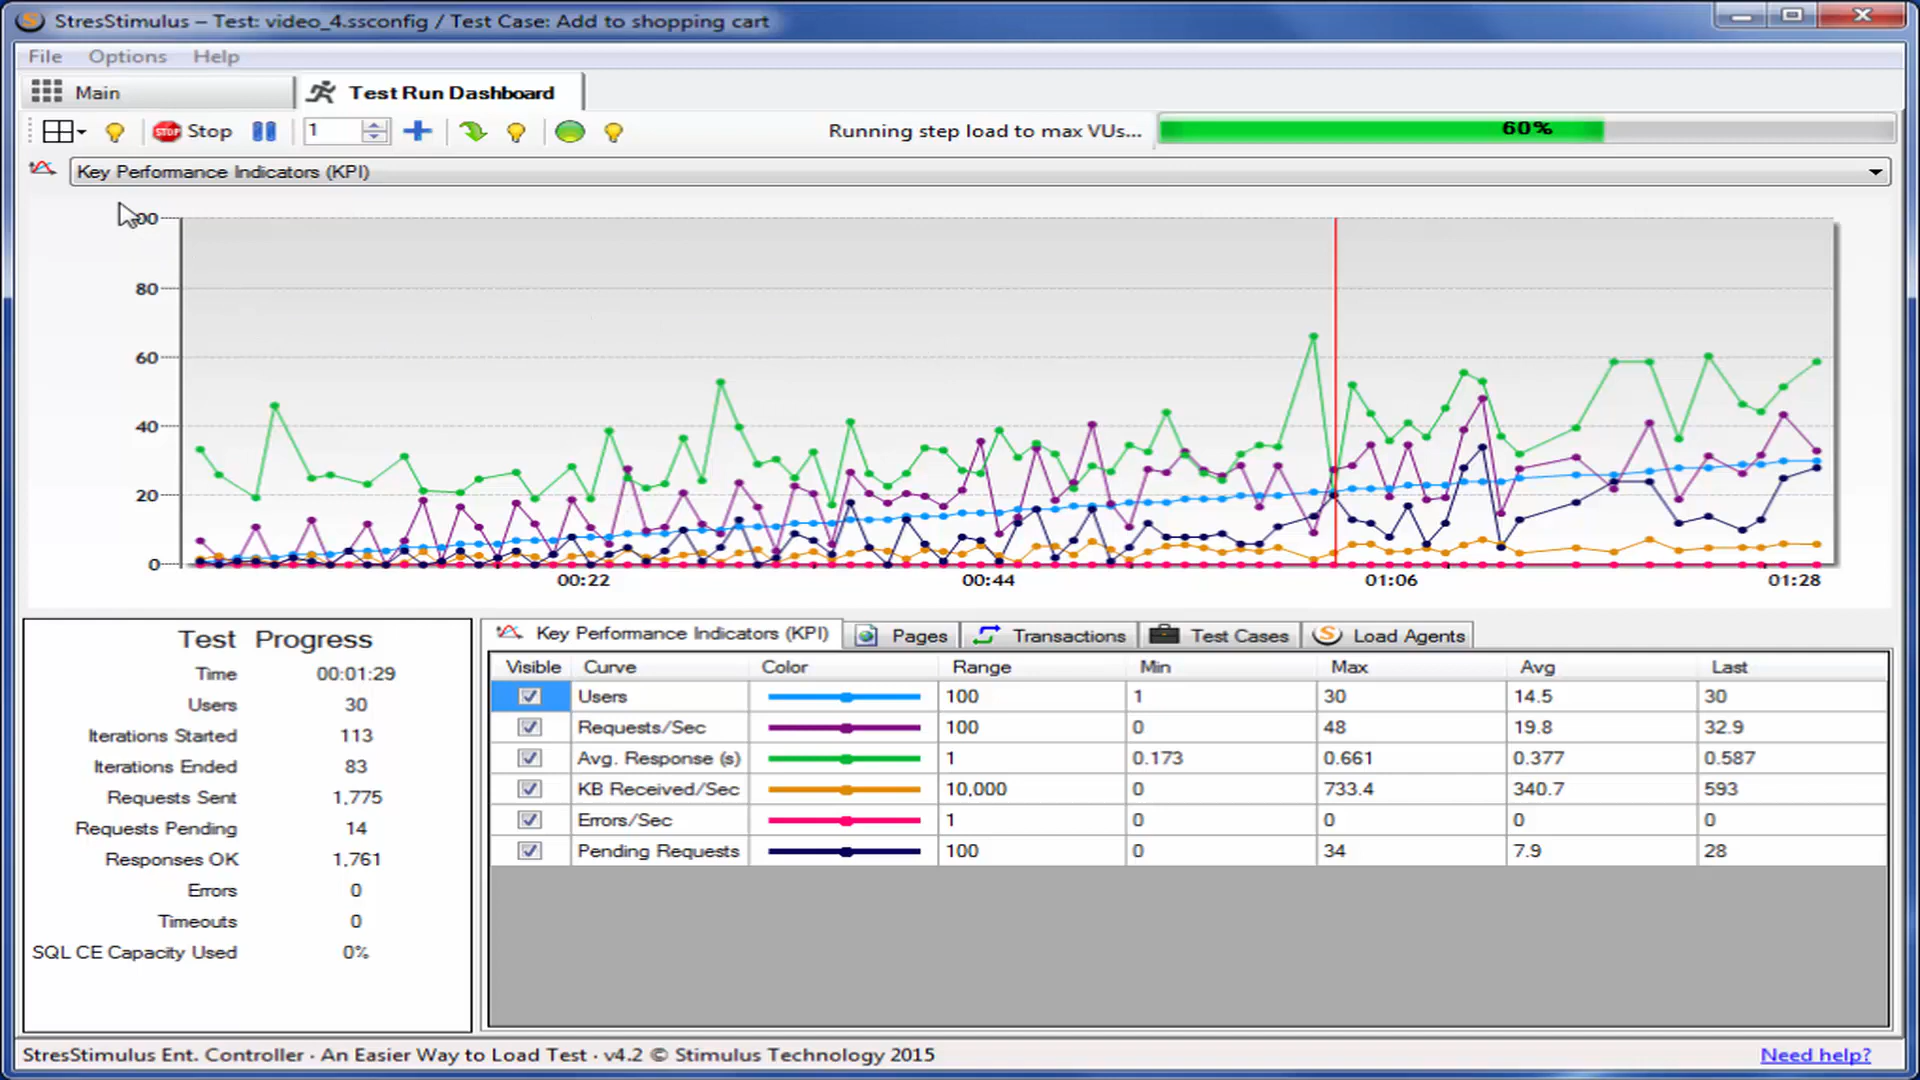 StresStimulus – Test: video_4.ssconfig / Test Case: Add to shopping cart
File Options Help
Main Test Run Dashboard
STOP Stop 1 Running step load to max VUs... 60%
Key Performance Indicators (KPI)
00
80
60
40
20
0
00:22 00:44 01:06 01:28
Test Progress
Time 00:01:29
Users 30
Iterations Started 113
Iterations Ended 83
Requests Sent 1,775
Requests Pending 14
Responses OK 1,761
Errors 0
Timeouts 0
SQL CE Capacity Used 0%
Key Performance Indicators (KPI) Pages Transactions Test Cases Load Agents
Visible Curve Color Range Min Max Avg Last
Users 100 1 30 14.5 30
Requests/Sec 100 0 48 19.8 32.9
Avg. Response (s) 1 0.173 0.661 0.377 0.587
KB Received/Sec 10,000 0 733.4 340.7 593
Errors/Sec 1 0 0 0 0
Pending Requests 100 0 34 7.9 28
StresStimulus Ent. Controller · An Easier Way to Load Test · v4.2 © Stimulus Technology 2015 Need help?